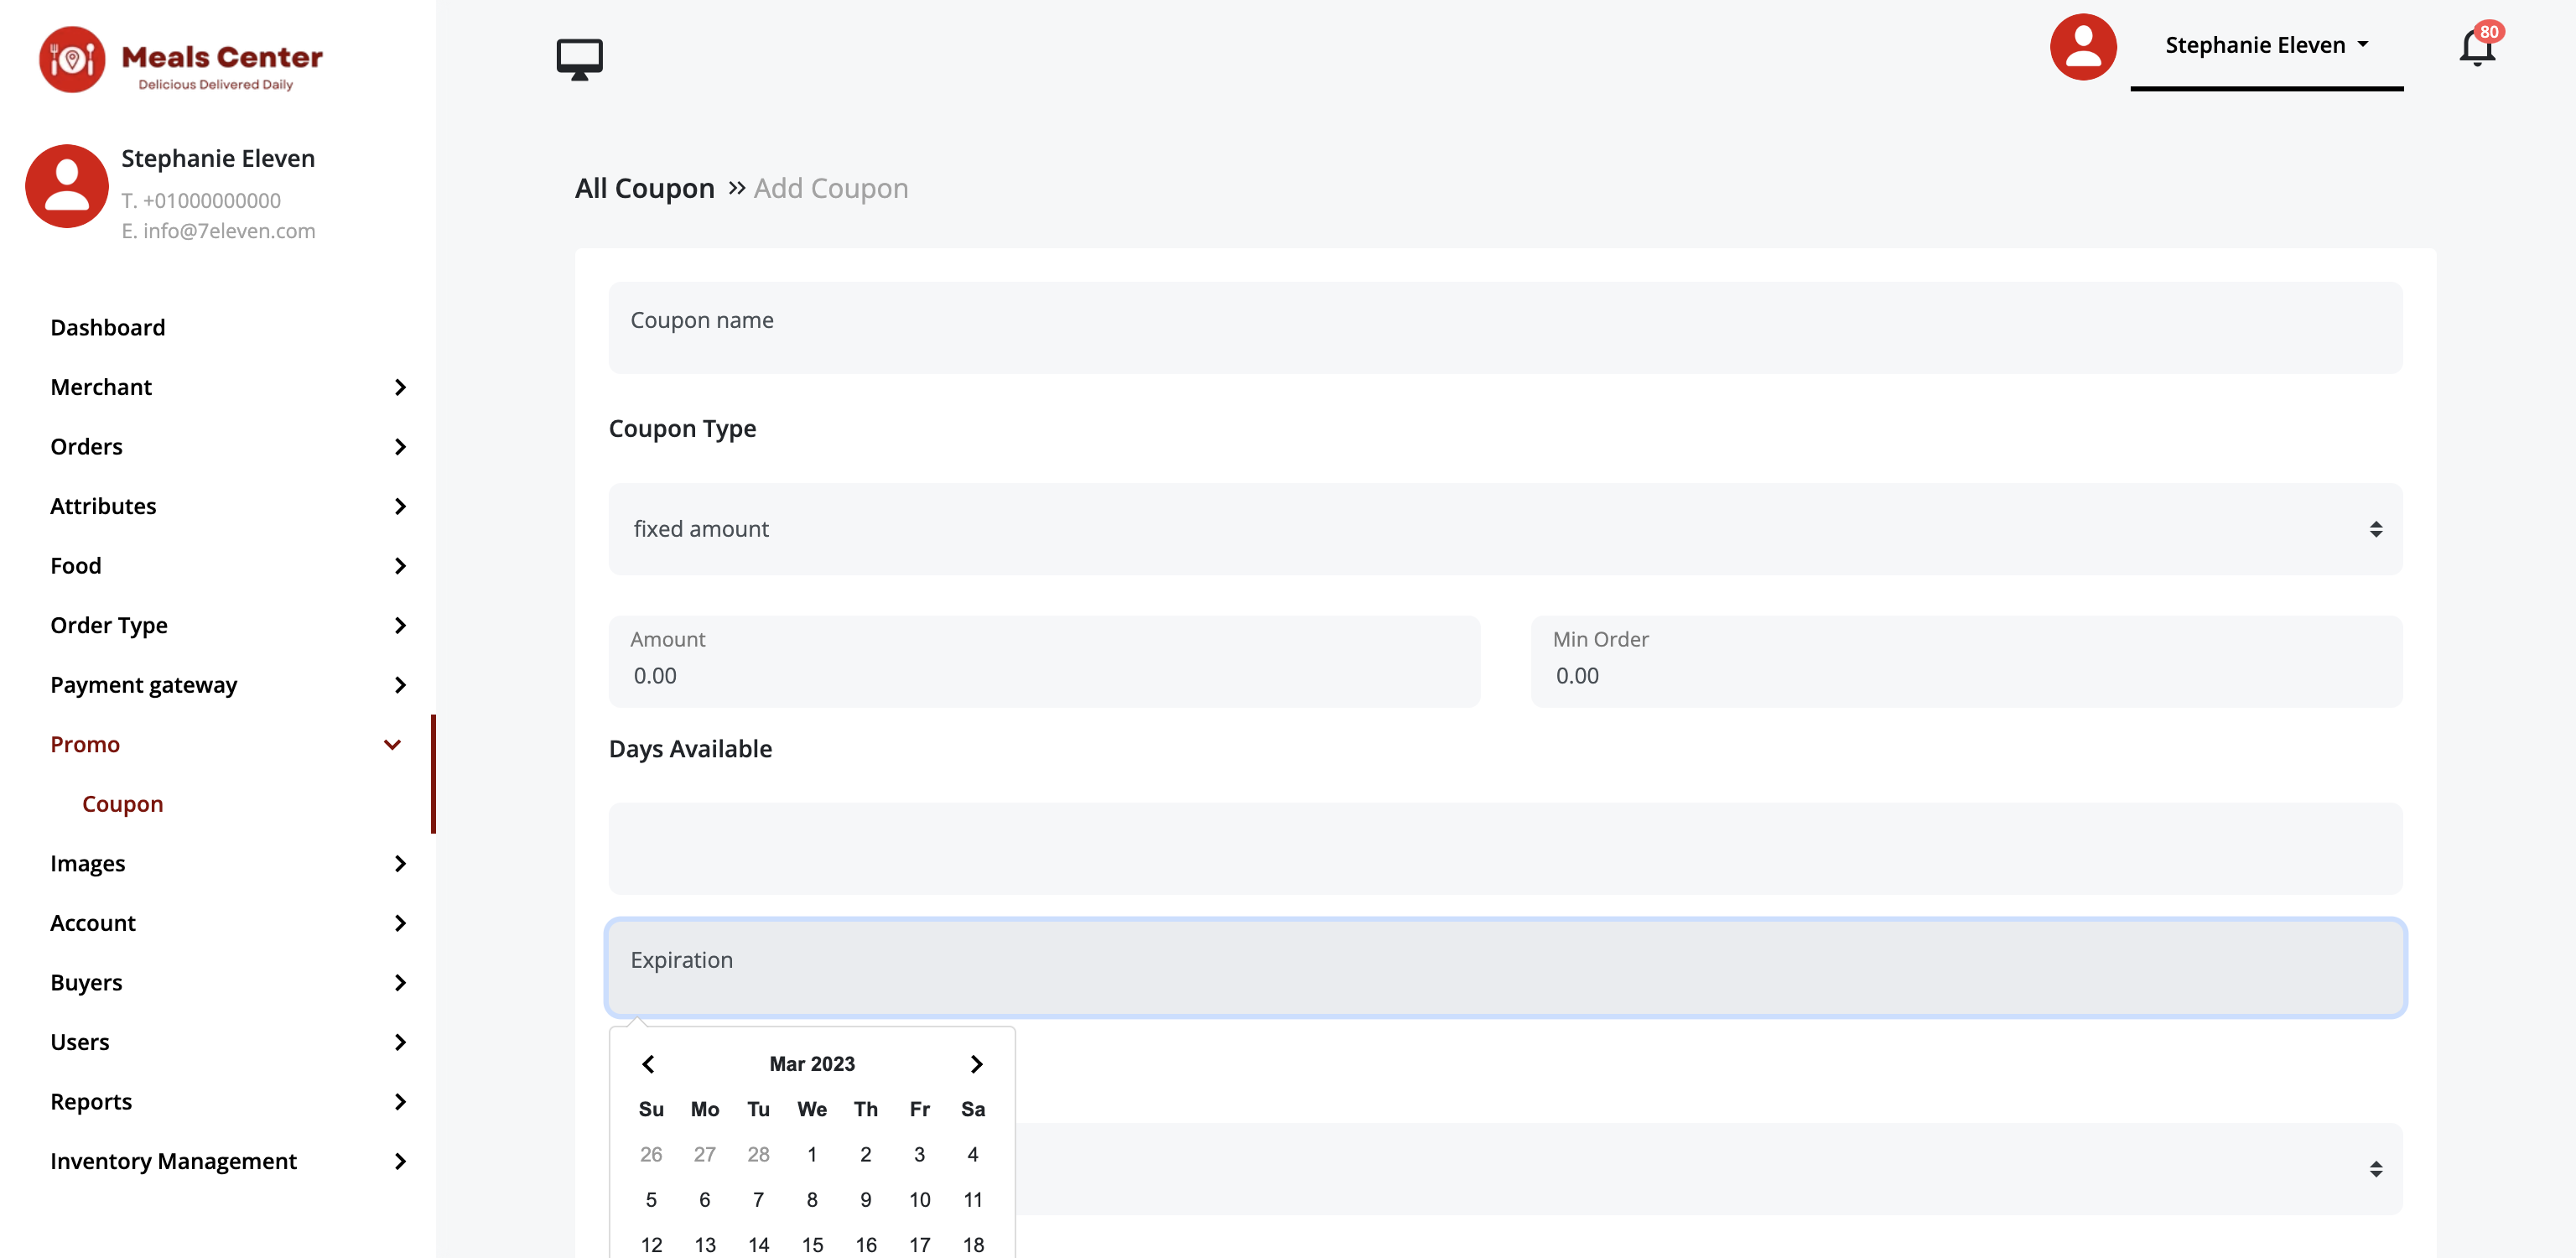 Meals Center
Delicious Delivered Daily
Stephanie Eleven
T. +01000000000
E. info@7eleven.com
Dashboard
Merchant
Orders
Attributes
Food
Order Type
Payment gateway
Promo
Coupon
Images
Account
Buyers
Users
Reports
Inventory Management
Stephanie Eleven
80
All Coupon » Add Coupon
Coupon name
Coupon Type
fixed amount
Amount
0.00
Min Order
0.00
Days Available
Expiration
Mar 2023
Su Mo Tu We Th Fr Sa
26 27 28 1 2 3 4
5 6 7 8 9 10 11
12 13 14 15 16 17 18